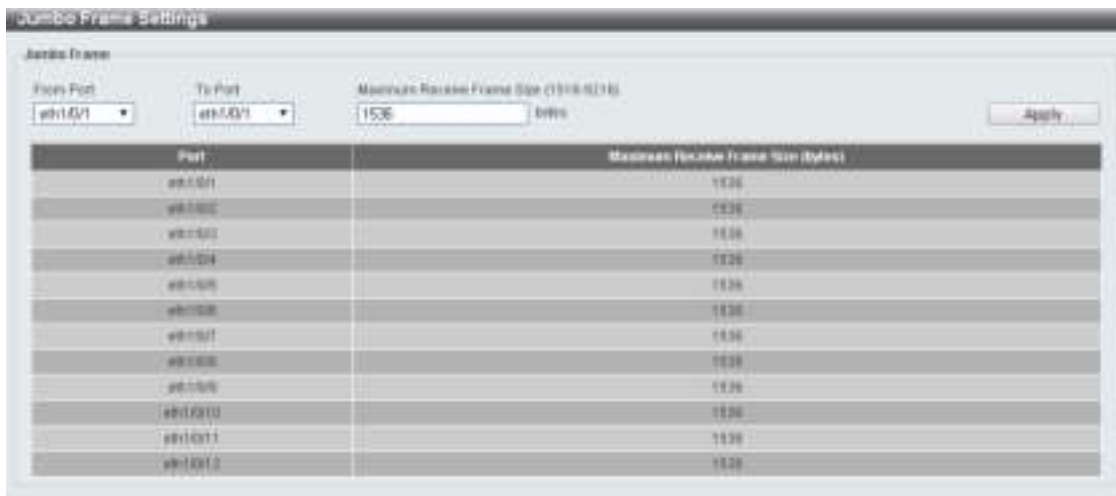 Jumbo Frame Settings
Jumbo Frame
From Port To Port Maximum Receive Frame Size (1518-9216)
eth1/0/1 eth1/0/1 1536 bytes Apply
Port Maximum Receive Frame Size (bytes)
eth1/0/1 1536
eth1/0/2 1536
eth1/0/3 1536
eth1/0/4 1536
eth1/0/5 1536
eth1/0/6 1536
eth1/0/7 1536
eth1/0/8 1536
eth1/0/9 1536
eth1/0/10 1536
eth1/0/11 1536
eth1/0/12 1536